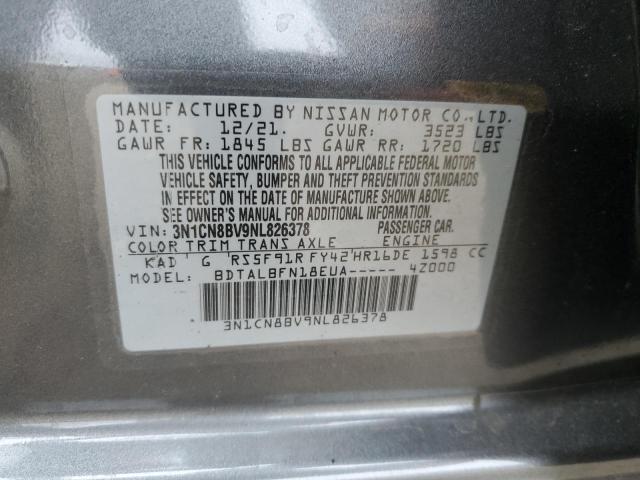 MANUFACTURED BY NISSAN MOTOR CO., LTD.
DATE: 12/21. GVWR: 3523 LBS
GAWR FR: 1845 LBS GAWR RR: 1720 LBS
THIS VEHICLE CONFORMS TO ALL APPLICABLE FEDERAL MOTOR
VEHICLE SAFETY, BUMPER AND THEFT PREVENTION STANDARDS
IN EFFECT ON THE DATE OF MANUFACTURE SHOWN ABOVE.
SEE OWNER'S MANUAL FOR ADDITIONAL INFORMATION.
VIN: 3N1CN8BV9NL826378 PASSENGER CAR.
COLOR TRIM TRANS AXLE ENGINE
KAD G RS5F91R FY42 HR16DE 1598 CC
MODEL: BDTALBFN18EUA----- 4Z000
3N1CN8BV9NL826378